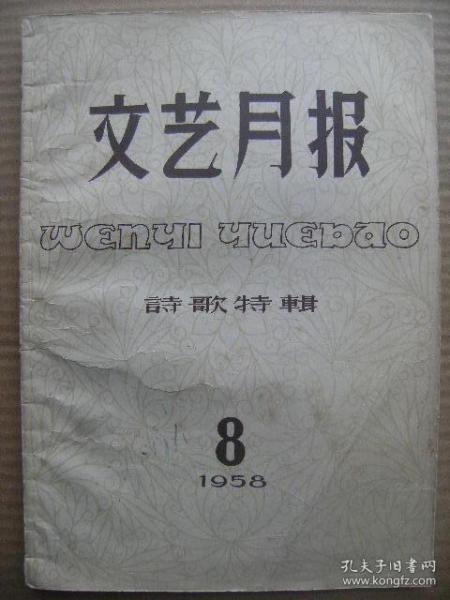 文艺月报
WENYI YUEBAO
詩歌特輯
8
1958
孔夫子旧书网
www.kongfz.com